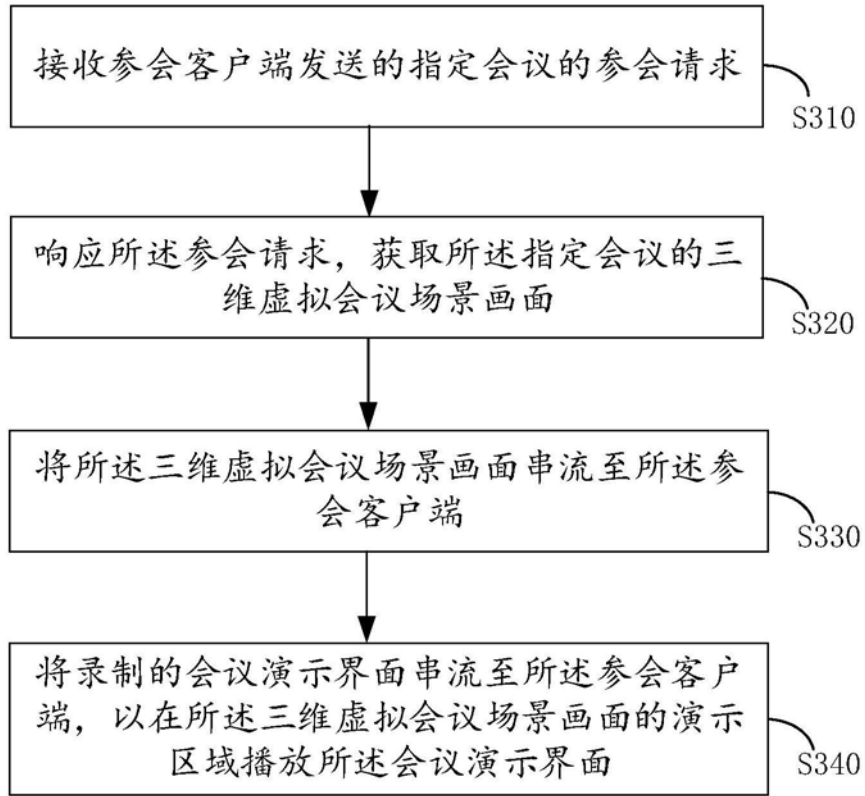 接收参会客户端发送的指定会议的参会请求
S310
响应所述参会请求，获取所述指定会议的三
维虚拟会议场景画面
S320
将所述三维虚拟会议场景画面串流至所述参
会客户端
S330
将录制的会议演示界面串流至所述参会客户
端，以在所述三维虚拟会议场景画面的演示
区域播放所述会议演示界面
S340